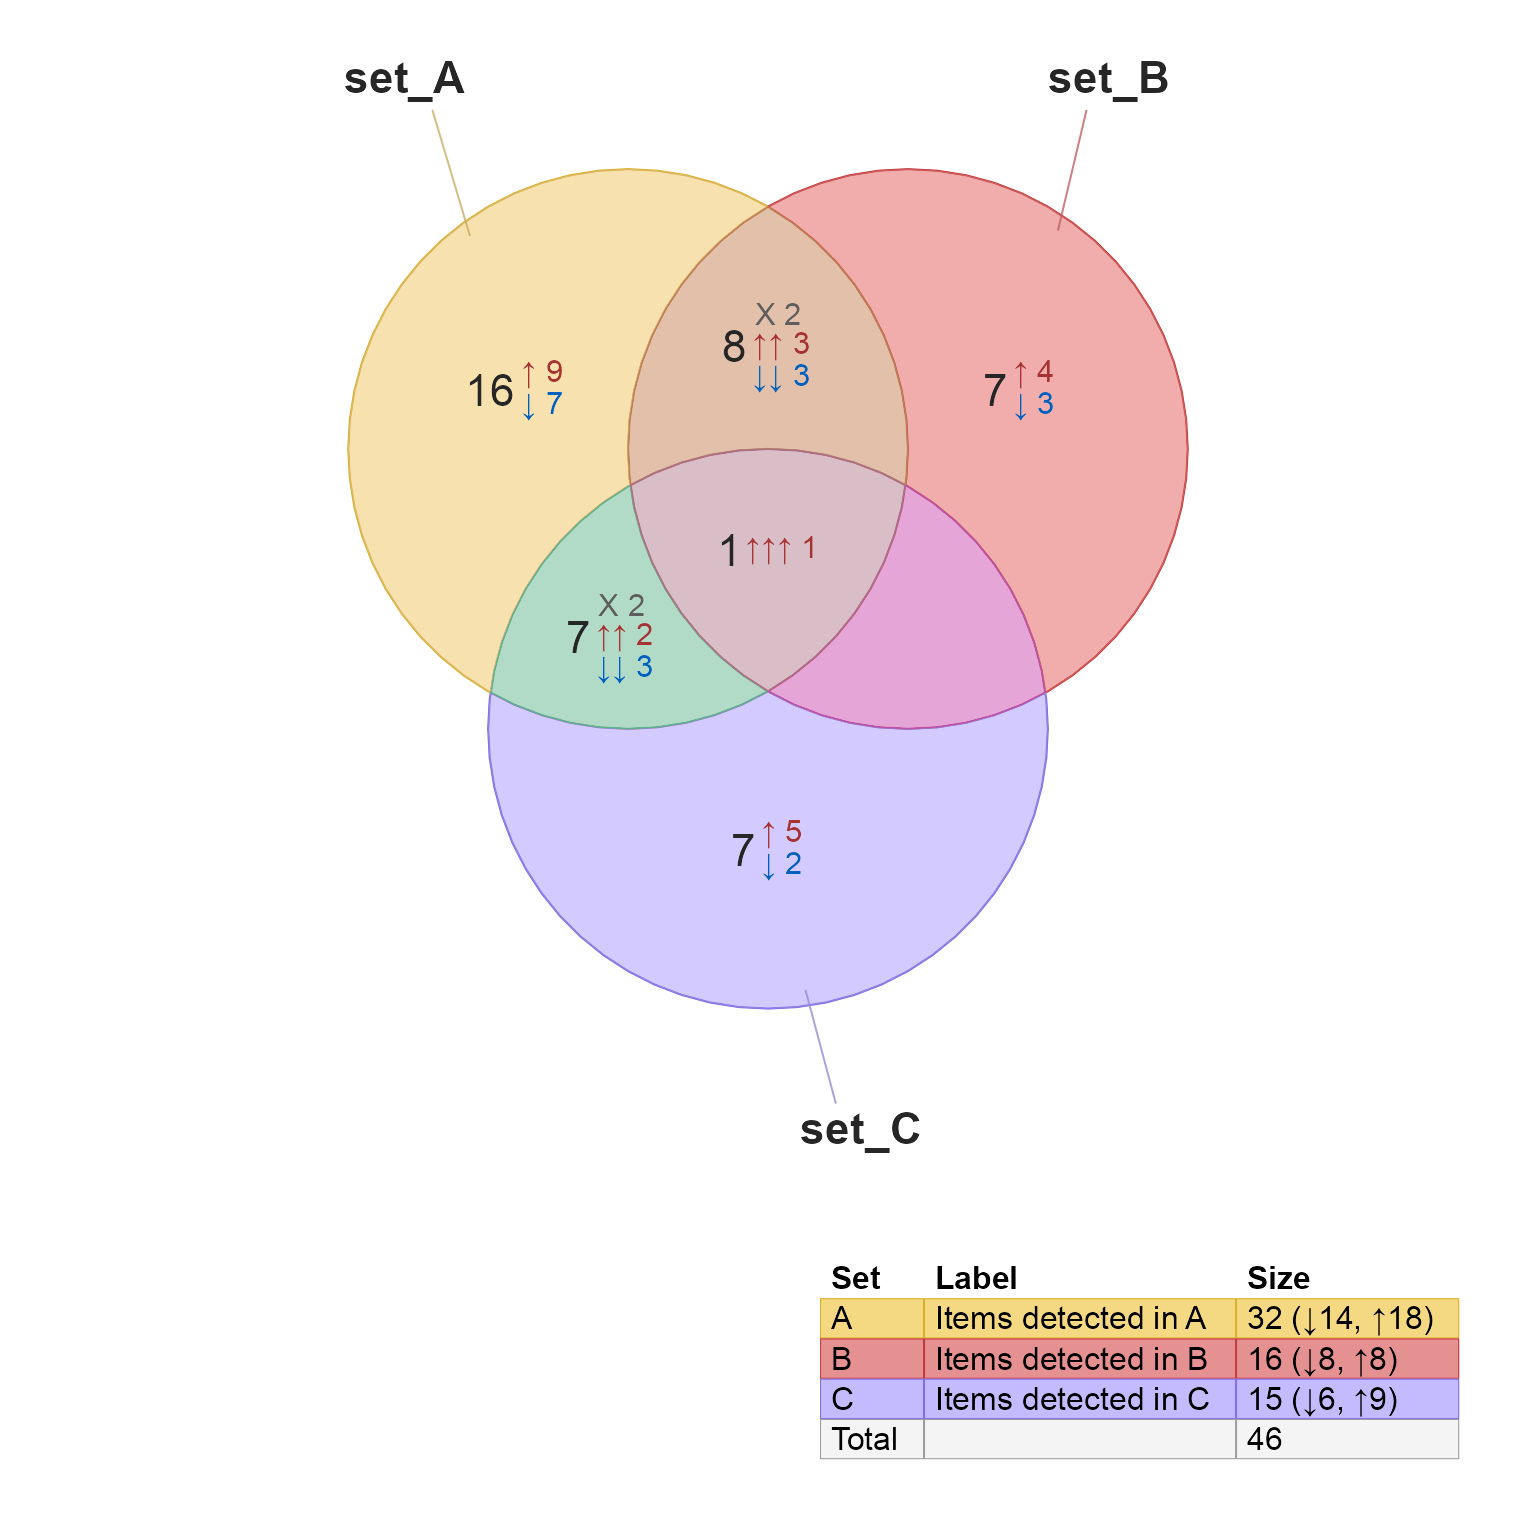 set_A
set_B
X 2
8 ↑↑ 3
↓↓ 3
16 ↑ 9
↓ 7
7 ↑ 4
↓ 3
1 ↑↑↑ 1
X 2
7 ↑↑ 2
↓↓ 3
7 ↑ 5
↓ 2
set_C
Set Label Size
A Items detected in A 32 (↓14, ↑18)
B Items detected in B 16 (↓8, ↑8)
C Items detected in C 15 (↓6, ↑9)
Total 46